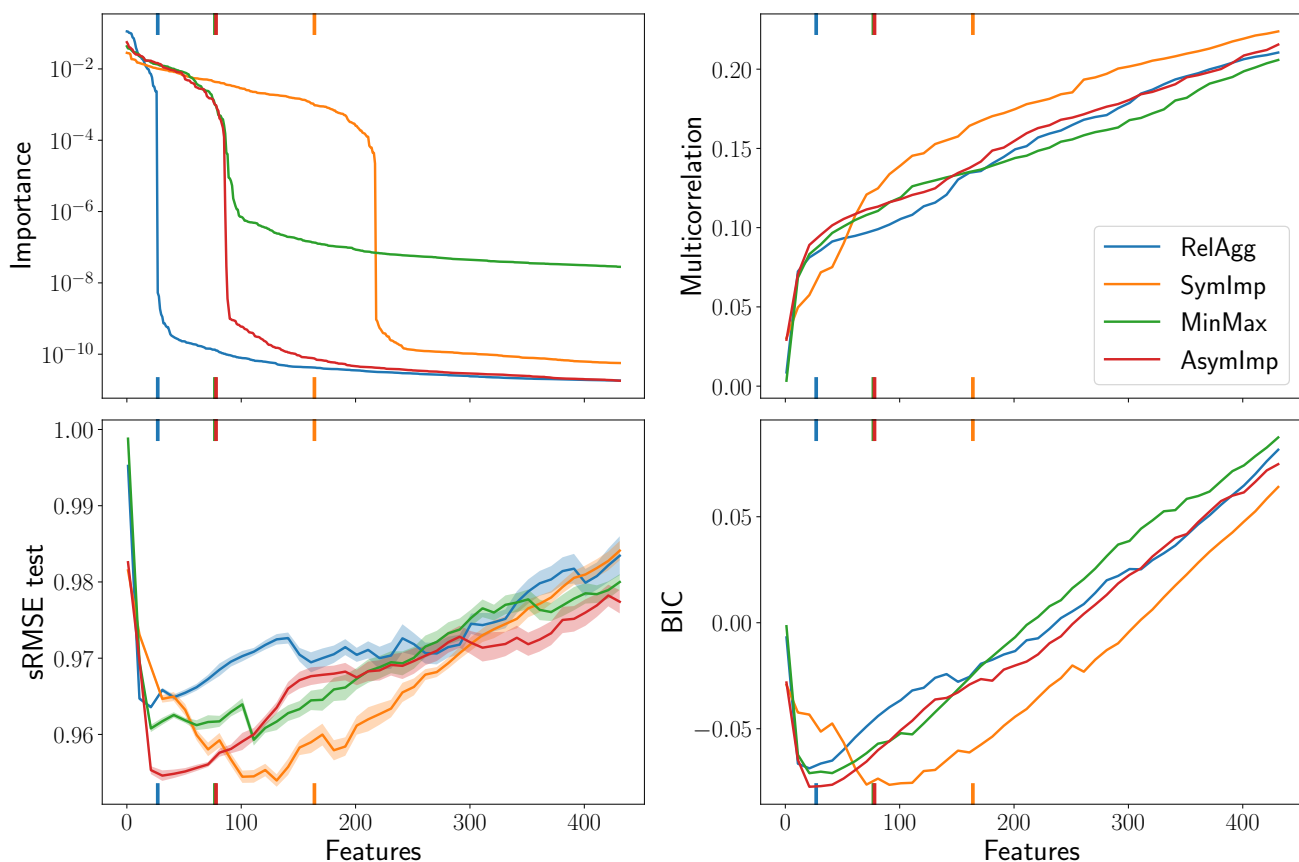 Importance
10⁻²
10⁻⁴
10⁻⁶
10⁻⁸
10⁻¹⁰
Multicorrelation
0.20
0.15
0.10
0.05
0.00
RelAgg
SymImp
MinMax
AsymImp
sRMSE test
1.00
0.99
0.98
0.97
0.96
0
100
200
300
400
Features
BIC
0.05
0.00
−0.05
0
100
200
300
400
Features